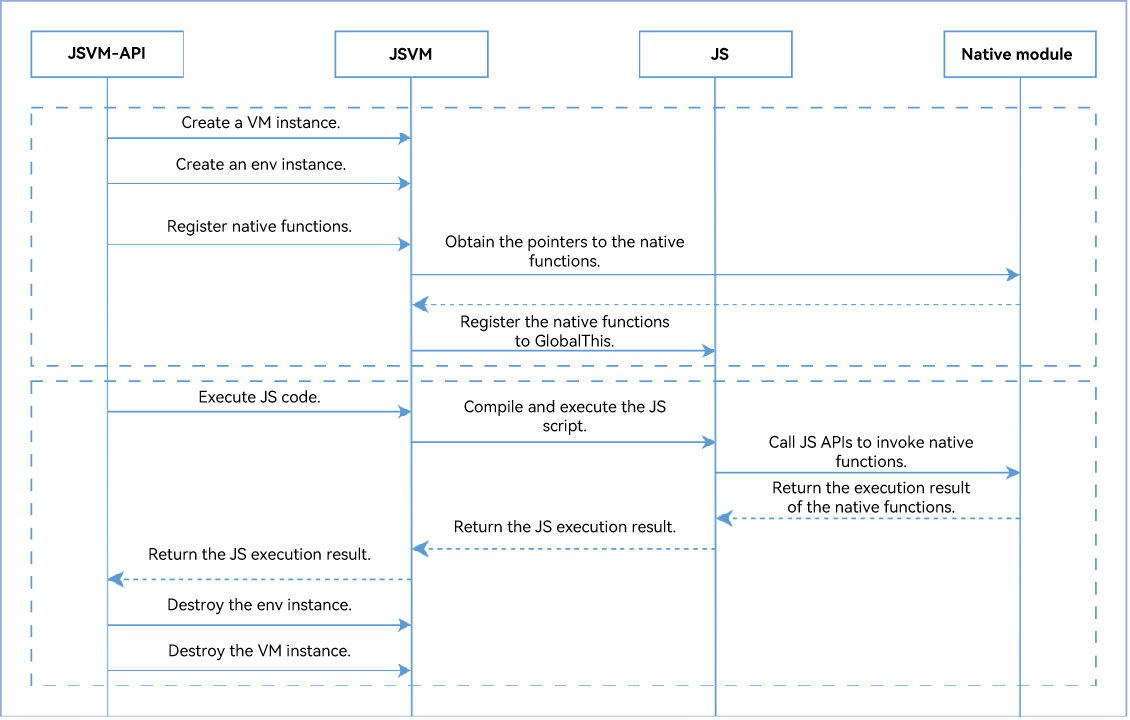 JSVM-API
JSVM
JS
Native module
Create a VM instance.
Create an env instance.
Register native functions.
Obtain the pointers to the native
functions.
Register the native functions
to GlobalThis.
Execute JS code.
Compile and execute the JS
script.
Call JS APIs to invoke native
functions.
Return the execution result
of the native functions.
Return the JS execution result.
Return the JS execution result.
Destroy the env instance.
Destroy the VM instance.